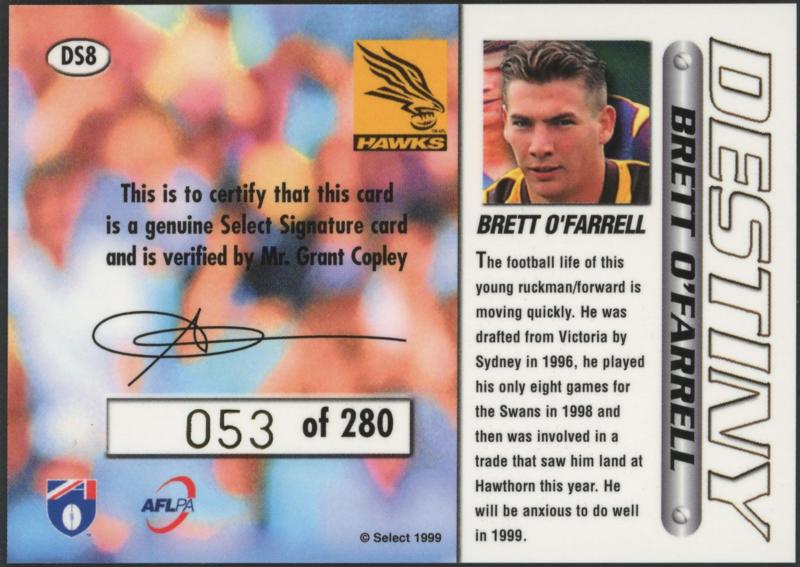 DS8
HAWKS
This is to certify that this card
is a genuine Select Signature card
and is verified by Mr. Grant Copley
053 of 280
AFLPA
© Select 1999
BRETT O'FARRELL
The football life of this
young ruckman/forward is
moving quickly. He was
drafted from Victoria by
Sydney in 1996, he played
his only eight games for
the Swans in 1998 and
then was involved in a
trade that saw him land at
Hawthorn this year. He
will be anxious to do well
in 1999.
BRETT O'FARRELL
DESTINY